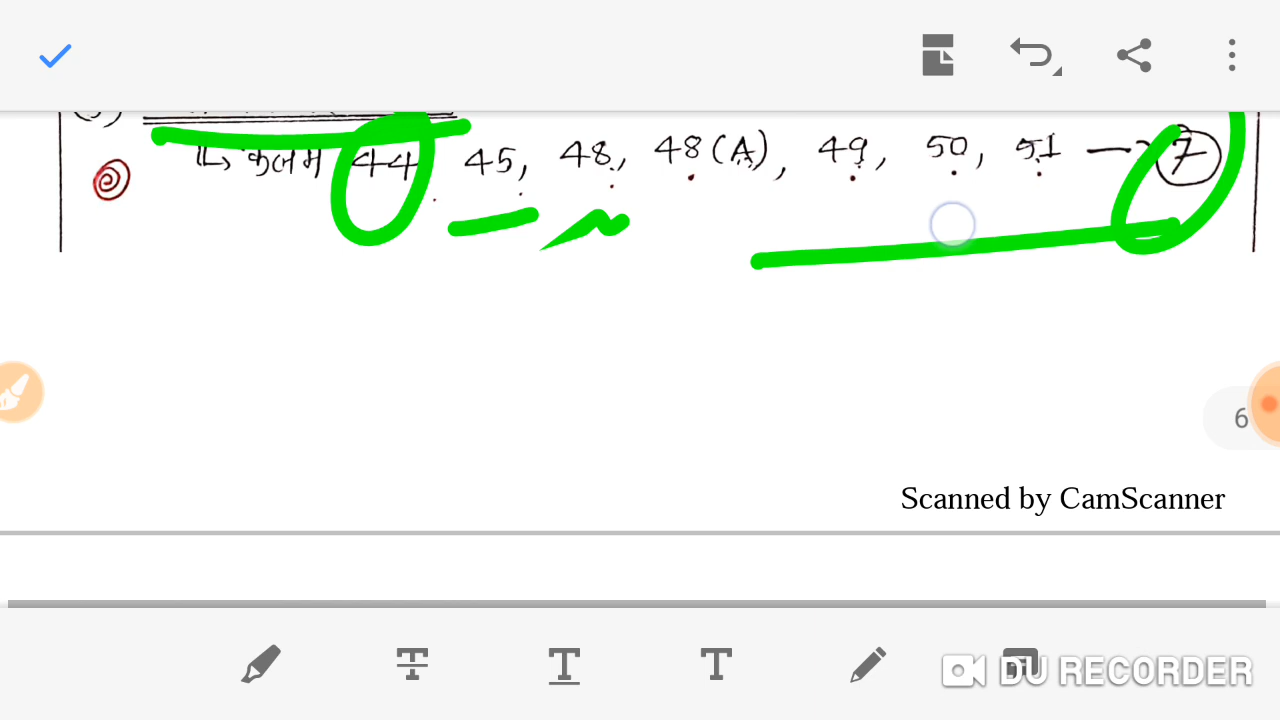 ↳ कलम 44 45, 48, 48(A), 49, 50, 51 → 7
6
Scanned by CamScanner
DU RECORDER